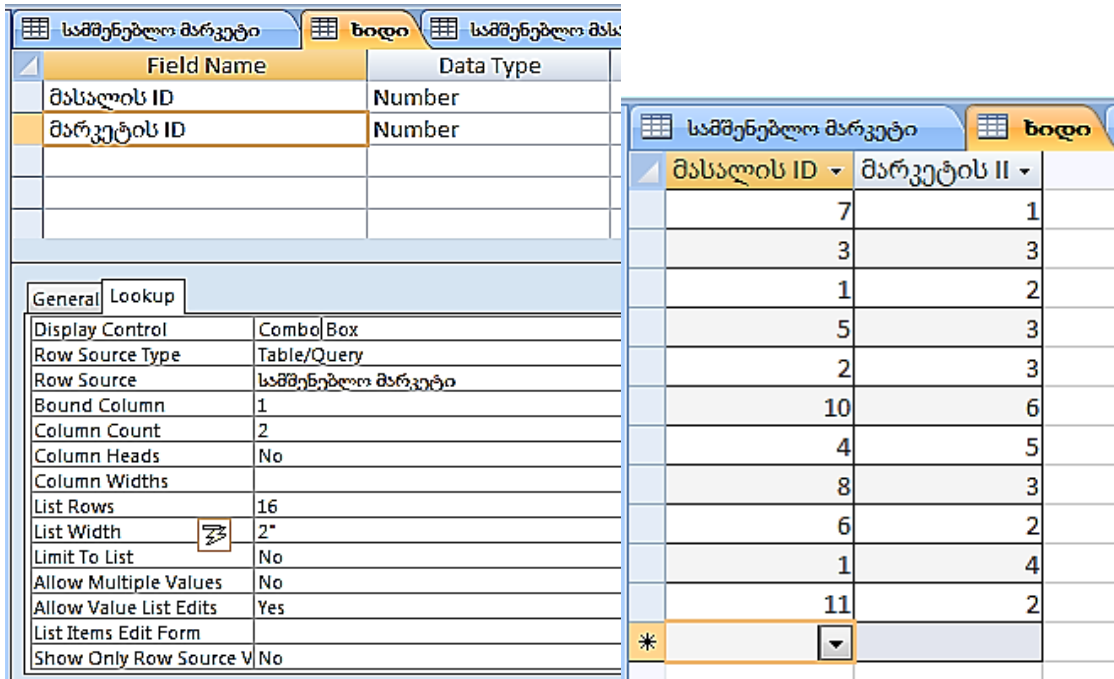 სამშენებლო მარკეტი ხიდი სამშენებლო მას
Field Name Data Type
მასალის ID Number
მარკეტის ID Number
General Lookup
Display Control Combo Box
Row Source Type Table/Query
Row Source სამშენებლო მარკეტი
Bound Column 1
Column Count 2
Column Heads No
Column Widths
List Rows 16
List Width 2"
Limit To List No
Allow Multiple Values No
Allow Value List Edits Yes
List Items Edit Form
Show Only Row Source V No
სამშენებლო მარკეტი ხიდი
მასალის ID მარკეტის II
7 1
3 3
1 2
5 3
2 3
10 6
4 5
8 3
6 2
1 4
11 2